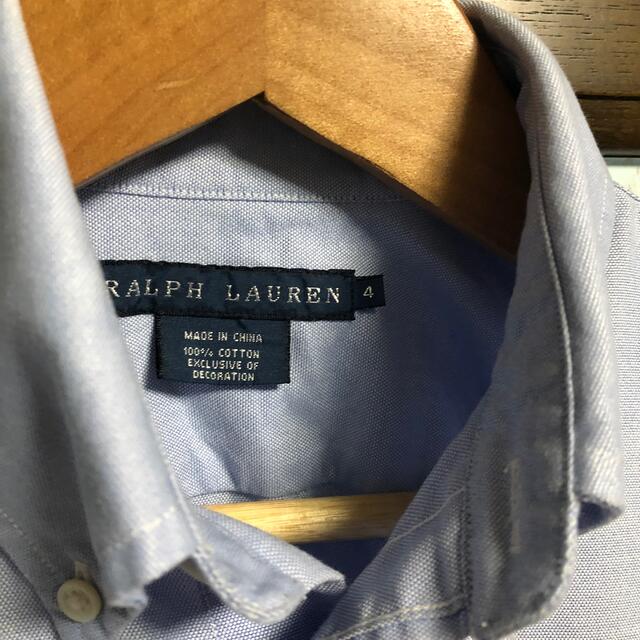 RALPH LAUREN
4
MADE IN CHINA
100% COTTON
EXCLUSIVE OF
DECORATION